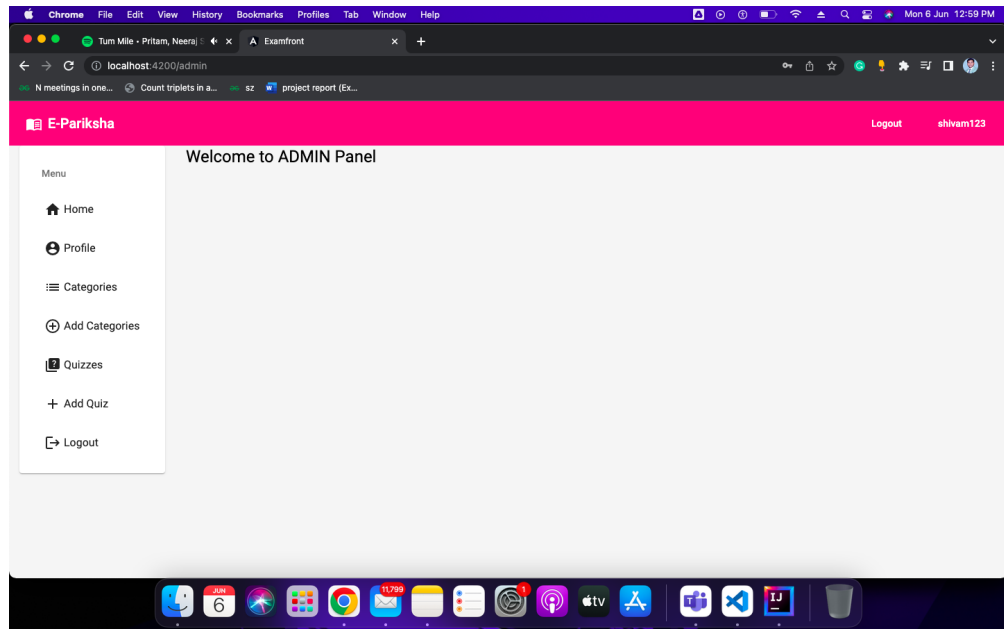 Chrome File Edit View History Bookmarks Profiles Tab Window Help Mon 6 Jun 12:59 PM
Tum Mile • Pritam, Neeraj S Examfront
localhost:4200/admin
N meetings in one... Count triplets in a... sz project report (Ex...
E-Pariksha Logout shivam123
Welcome to ADMIN Panel
Menu
Home
Profile
Categories
Add Categories
Quizzes
Add Quiz
Logout
JUN
6
11,799
1
tv